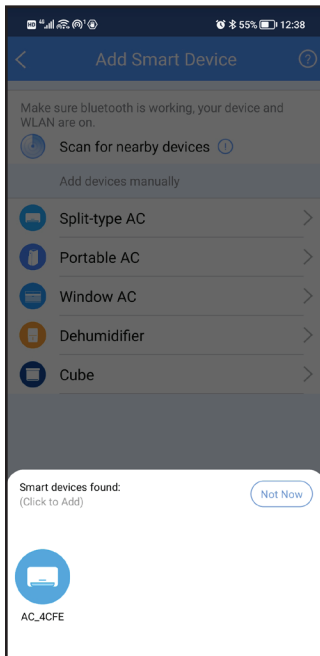 HD 4G 55% 12:38
Add Smart Device ?
Make sure bluetooth is working, your device and
WLAN are on.
Scan for nearby devices
Add devices manually
Split-type AC
Portable AC
Window AC
Dehumidifier
Cube
Smart devices found:
(Click to Add)
Not Now
AC_4CFE